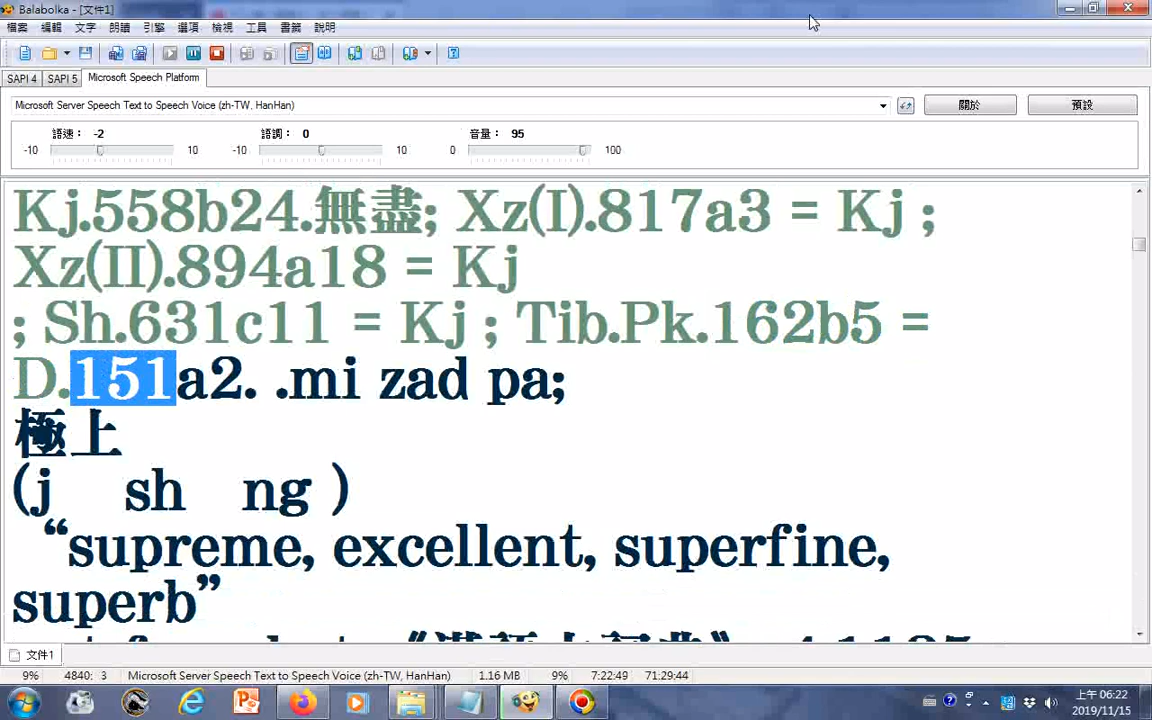 Balabolka - [文件1]
檔案 編輯 文字 朗讀 引擎 選項 檢視 工具 書籤 說明
SAPI 4 SAPI 5 Microsoft Speech Platform
Microsoft Server Speech Text to Speech Voice (zh-TW, HanHan) 關於 預設
語速： -2 語調： 0 音量： 95
-10 10 -10 10 0 100
Kj.558b24.無盡; Xz(I).817a3 = Kj ;
Xz(II).894a18 = Kj
; Sh.631c11 = Kj ; Tib.Pk.162b5 =
D.151a2. .mi zad pa;
極上
(j sh ng )
“supreme, excellent, superfine,
superb”
文件1
9% 4840: 3 Microsoft Server Speech Text to Speech Voice (zh-TW, HanHan) 1.16 MB 9% 7:22:49 71:29:44
上午 06:22
2019/11/15